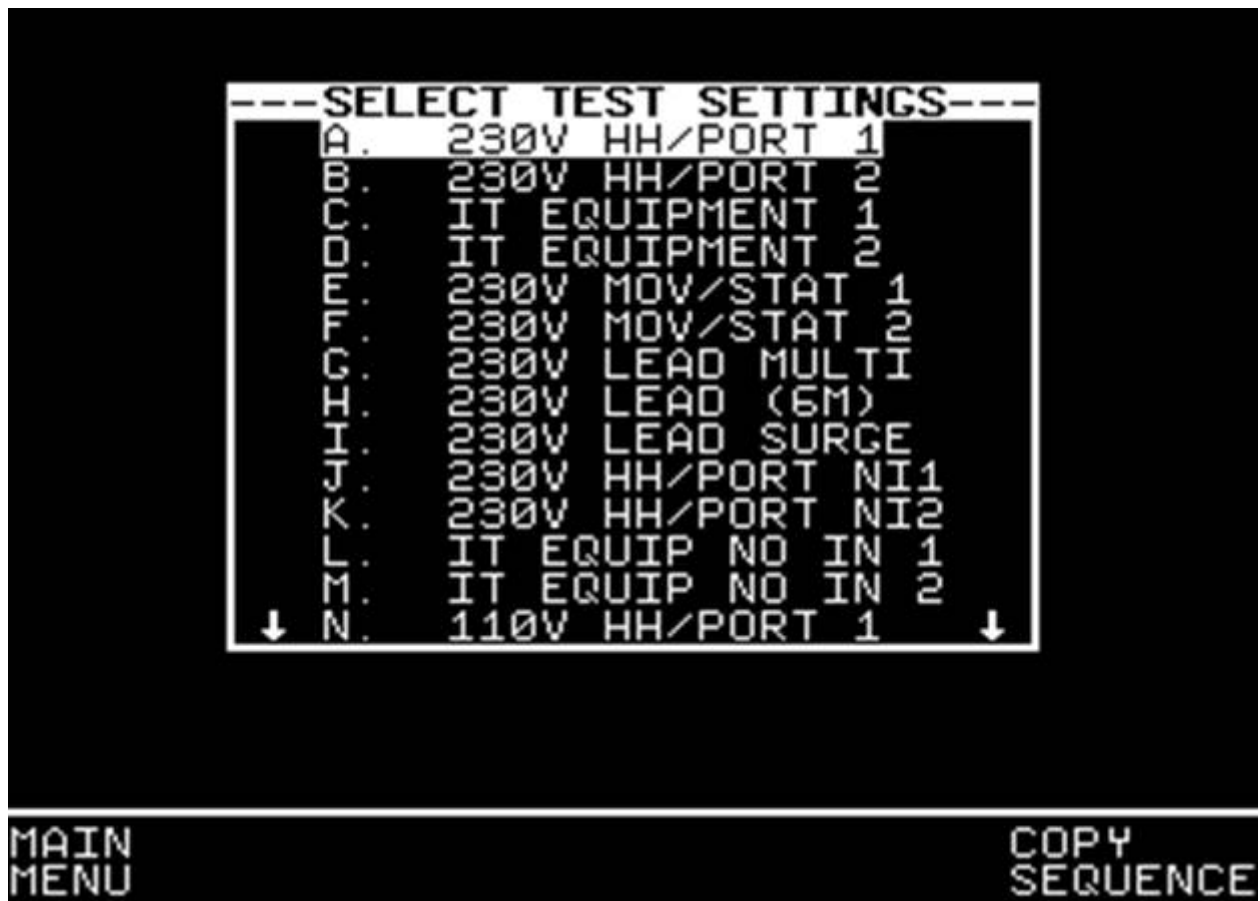 ---SELECT TEST SETTINGS---
A. 230V HH/PORT 1
B. 230V HH/PORT 2
C. IT EQUIPMENT 1
D. IT EQUIPMENT 2
E. 230V MOV/STAT 1
F. 230V MOV/STAT 2
G. 230V LEAD MULTI
H. 230V LEAD (6M)
I. 230V LEAD SURGE
J. 230V HH/PORT NI1
K. 230V HH/PORT NI2
L. IT EQUIP NO IN 1
M. IT EQUIP NO IN 2
↓ N. 110V HH/PORT 1 ↓
MAIN MENU
COPY SEQUENCE